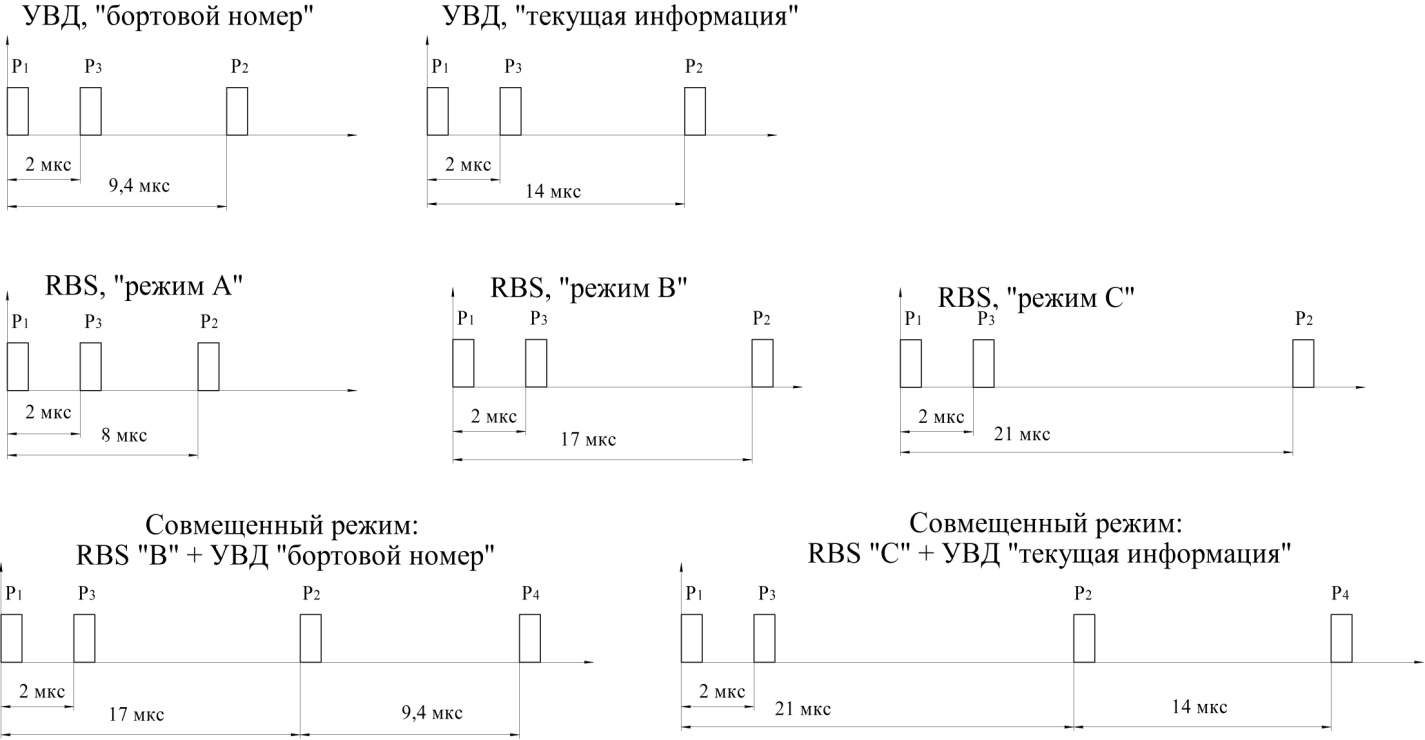 УВД, "бортовой номер"
P1 P3 P2
2 мкс
9,4 мкс
УВД, "текущая информация"
P1 P3 P2
2 мкс
14 мкс
RBS, "режим А"
P1 P3 P2
2 мкс
8 мкс
RBS, "режим В"
P1 P3 P2
2 мкс
17 мкс
RBS, "режим С"
P1 P3 P2
2 мкс
21 мкс
Совмещенный режим:
RBS "В" + УВД "бортовой номер"
P1 P3 P2 P4
2 мкс
17 мкс 9,4 мкс
Совмещенный режим:
RBS "С" + УВД "текущая информация"
P1 P3 P2 P4
2 мкс
21 мкс 14 мкс